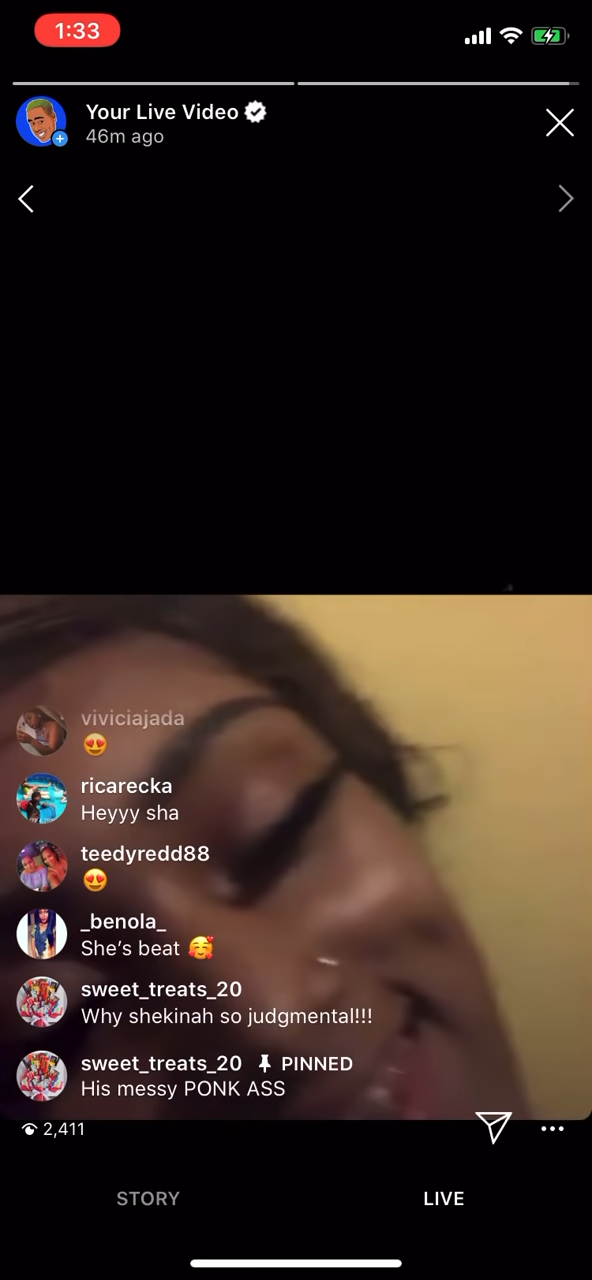 1:33
Your Live Video
46m ago
viviciajada
😍
ricarecka
Heyyy sha
teedyredd88
😍
_benola_
She’s beat 🥰
sweet_treats_20
Why shekinah so judgmental!!!
sweet_treats_20 PINNED
His messy PONK ASS
2,411
STORY LIVE